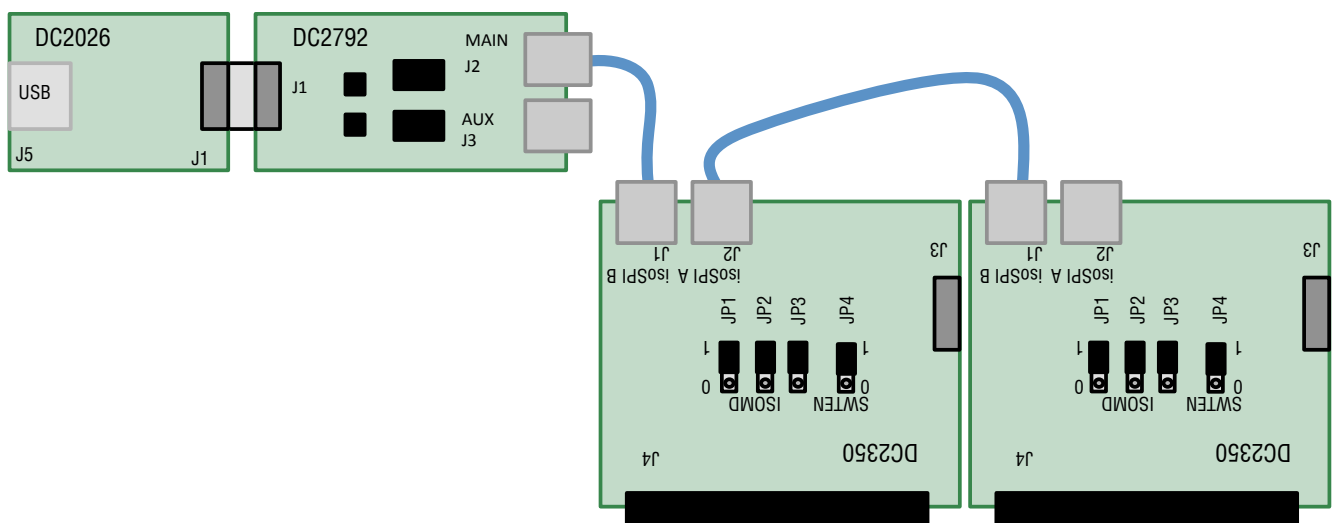 DC2026
USB
J5
J1
DC2792
J1
MAIN
J2
AUX
J3
J1
J2
isoSPI B
isoSPI A
J3
JP1
JP2
JP3
JP4
1
0
ISOMD
1
0
SWTEN
J4
DC2350
J1
J2
isoSPI B
isoSPI A
J3
JP1
JP2
JP3
JP4
1
0
ISOMD
1
0
SWTEN
J4
DC2350